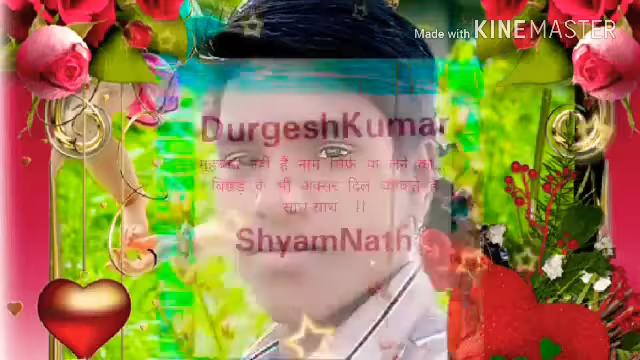 Made with KINEMASTER
DurgeshKumar
मुहब्बत नहीं है नाम सिर्फ पा लेने का
बिछड़ के भी अक्सर दिल धड़कते है
साथ-साथ ।।
ShyamNath